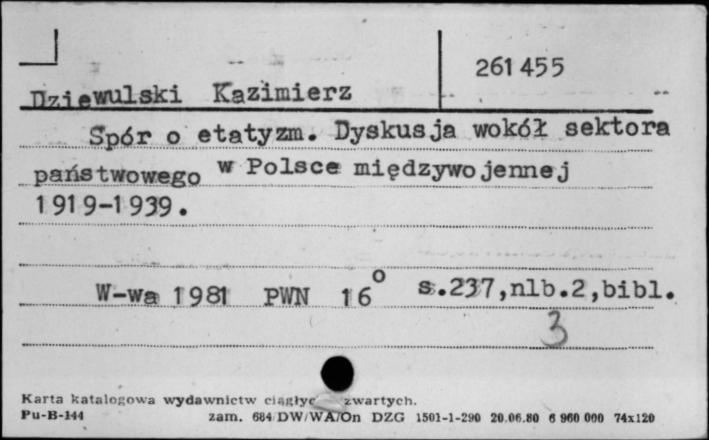 261455
Dziewulski Kazimierz
Spór o etatyzm. Dyskusja wokół sektora
państwowego w Polsce międzywojennej
1919-1939.
W-wa 1981 PWN 16° s.237,nlb.2,bibl.
3
Karta katalogowa wydawnictw ciągłyc zwartych.
Pu-B-144 zam. 684/DW/WA/On DZG 1501-1-290 20.06.80 6 960 000 74x120